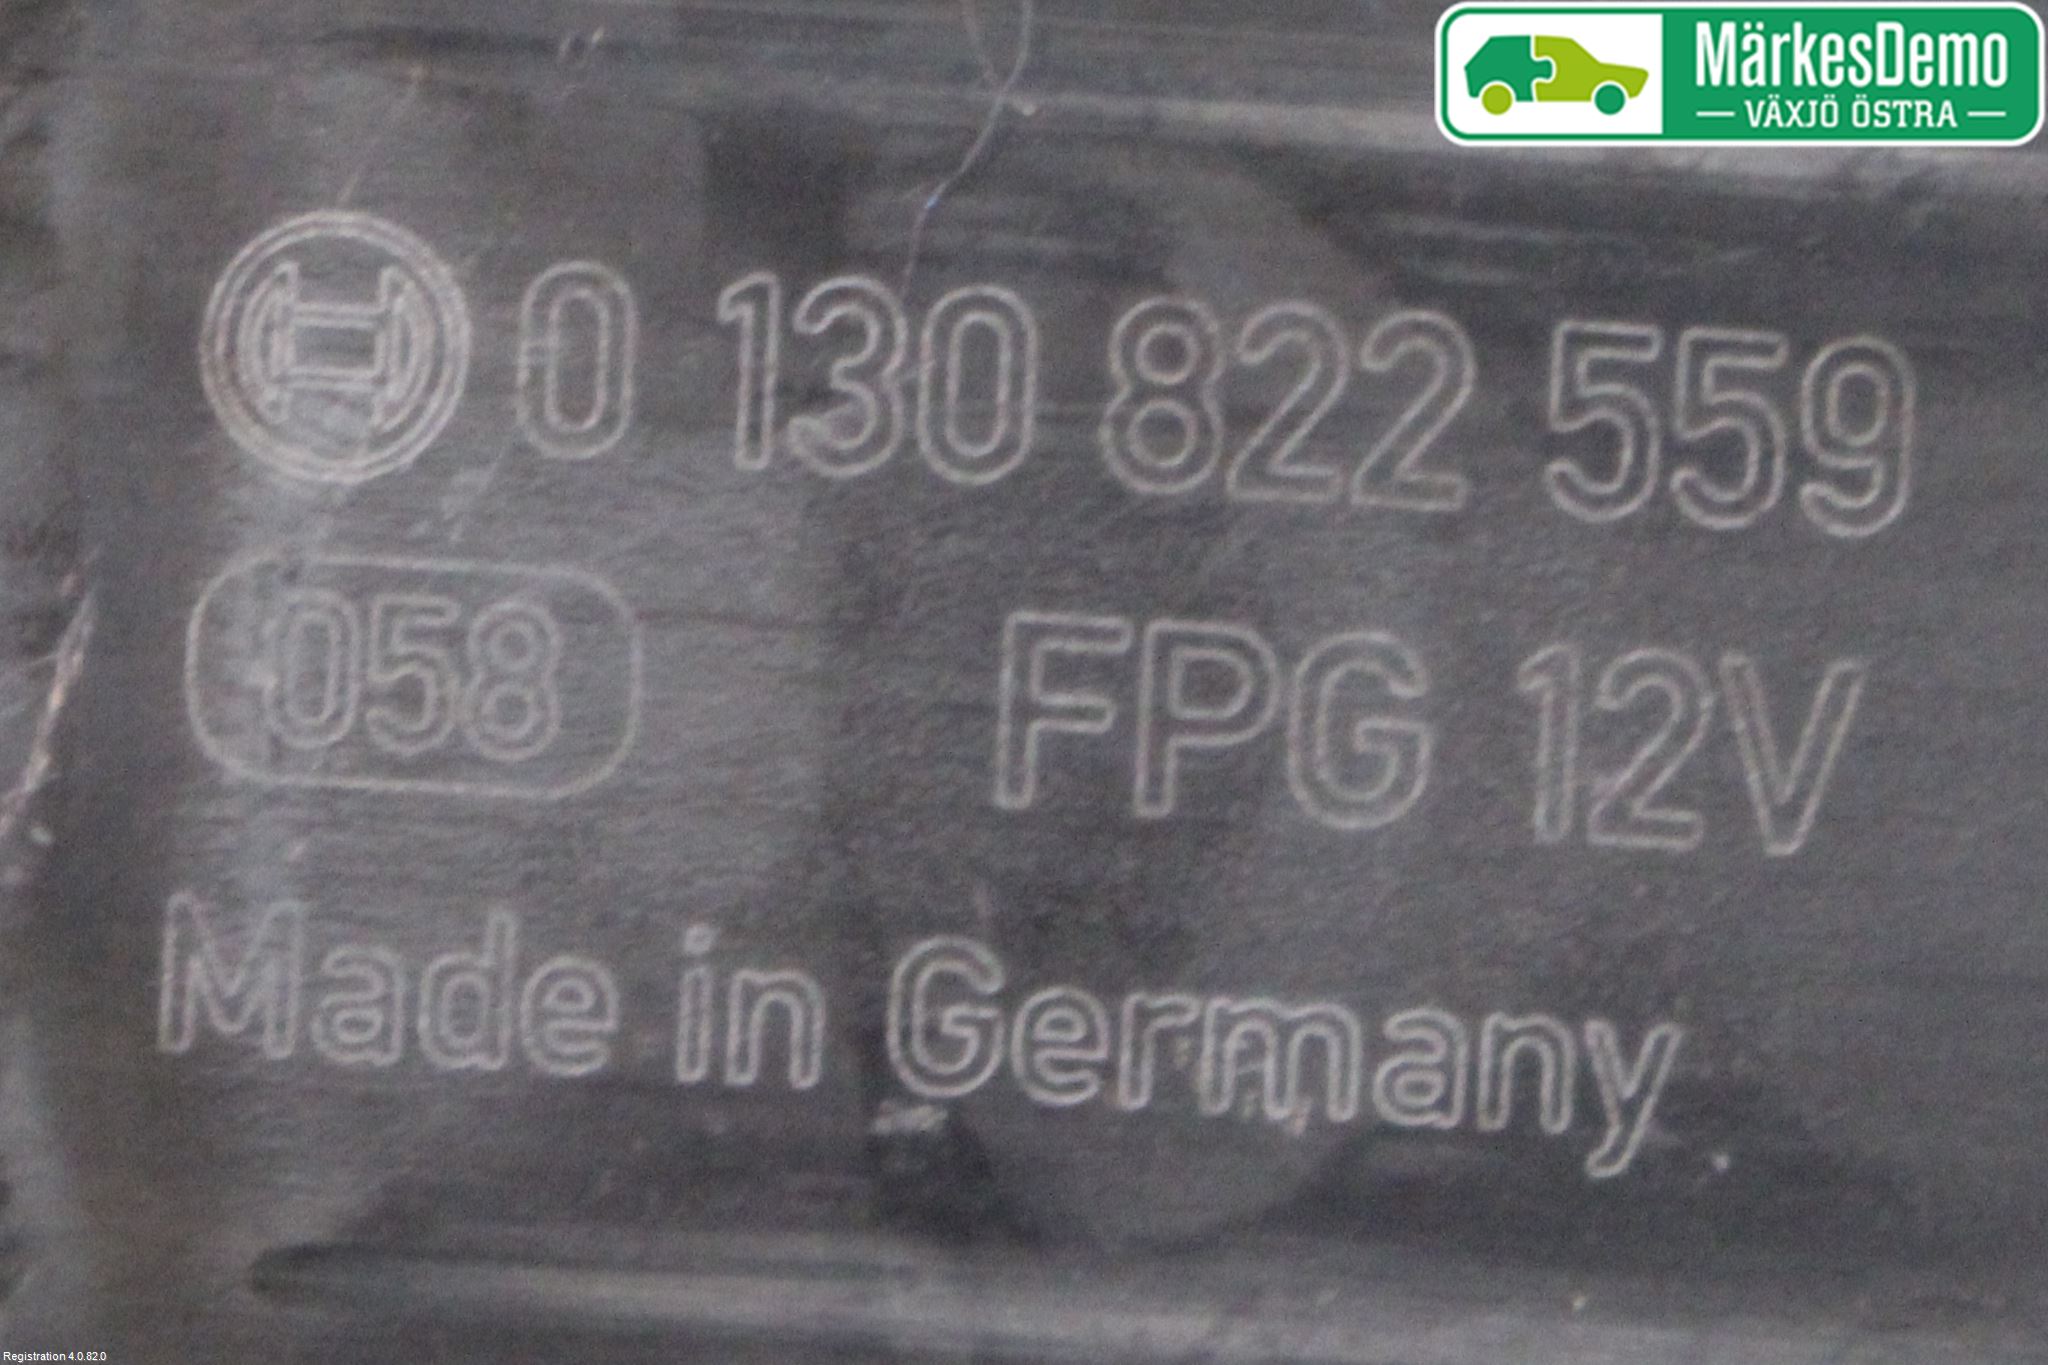 MärkesDemo
VÄXJÖ ÖSTRA
0 130 822 559
058 FPG 12V
Made in Germany
Registration 4.0.82.0